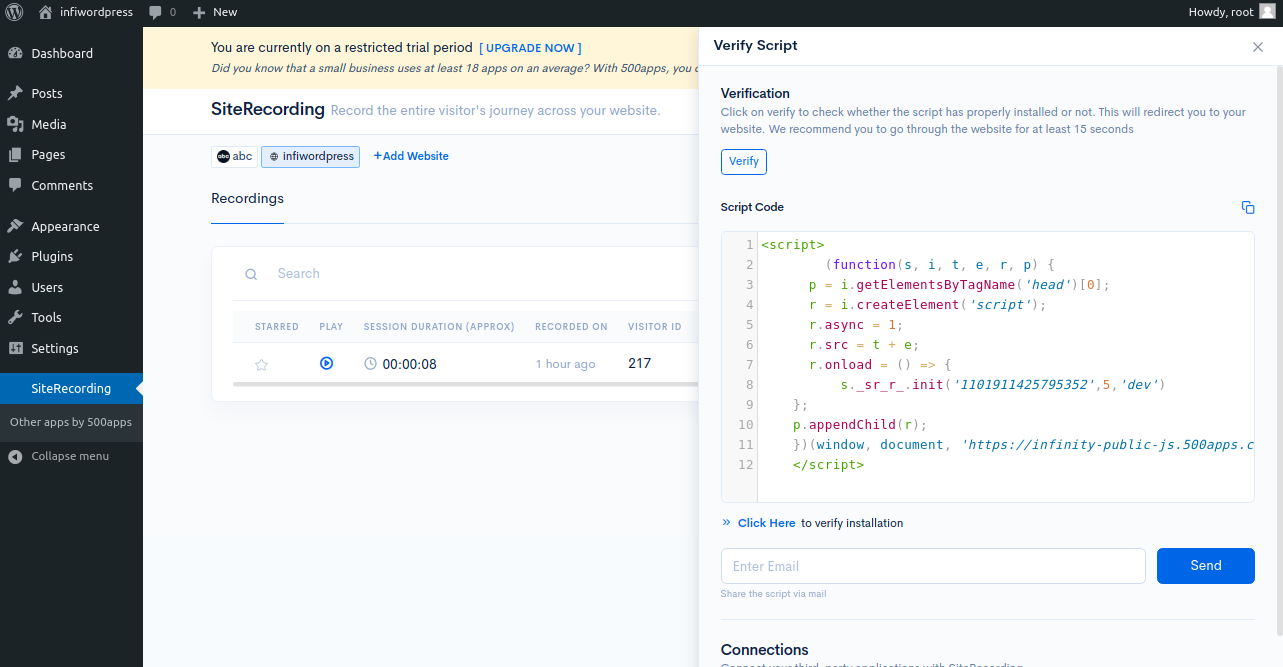 infiwordpress 0 New Howdy, root
Dashboard
Posts
Media
Pages
Comments
Appearance
Plugins
Users
Tools
Settings
SiteRecording
Other apps by 500apps
Collapse menu
You are currently on a restricted trial period [ UPGRADE NOW ]
Did you know that a small business uses at least 18 apps on an average? With 500apps, you
SiteRecording Record the entire visitor's journey across your website.
abc infiwordpress +Add Website
Recordings
Search
STARRED PLAY SESSION DURATION (APPROX) RECORDED ON VISITOR ID
00:00:08 1 hour ago 217
Verify Script
Verification
Click on verify to check whether the script has properly installed or not. This will redirect you to your
website. We recommend you to go through the website for at least 15 seconds
Verify
Script Code
1 <script>
2 (function(s, i, t, e, r, p) {
3 p = i.getElementsByTagName('head')[0];
4 r = i.createElement('script');
5 r.async = 1;
6 r.src = t + e;
7 r.onload = () => {
8 s._sr_r_.init('1101911425795352',5,'dev')
9 };
10 p.appendChild(r);
11 })(window, document, 'https://infinity-public-js.500apps.c
12 </script>
» Click Here to verify installation
Enter Email Send
Share the script via mail
Connections
Connect your third-party applications with SiteRecording